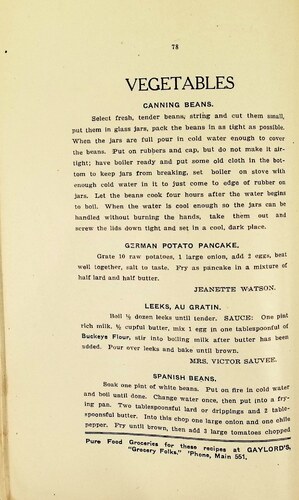 78
VEGETABLES
CANNING BEANS.
Select fresh, tender beans, string and cut them small,
put them in glass jars, pack the beans in as tight as possible.
When the jars are full pour in cold water enough to cover
the beans. Put on rubbers and cap, but do not make it air-
tight; have boiler ready and put some old cloth in the bot-
tom to keep jars from breaking, set boiler on stove with
enough cold water in it to just come to edge of rubber on
jars. Let the beans cook four hours after the water begins
to boil. When the water is cool enough so the jars can be
handled without burning the hands, take them out and
screw the lids down tight and set in a cool, dark place.
GERMAN POTATO PANCAKE.
Grate 10 raw potatoes, 1 large onion, add 2 eggs, beat
well together, salt to taste. Fry as pancake in a mixture of
half lard and half butter.
JEANETTE WATSON.
LEEKS, AU GRATIN.
Boil ½ dozen leeks until tender. SAUCE: One pint
rich milk, ½ cupful butter, mix 1 egg in one tablespoonful of
Buckeye Flour, stir into boiling milk after butter has been
added. Pour over leeks and bake until brown.
MRS. VICTOR SAUVEE.
SPANISH BEANS.
Soak one pint of white beans. Put on fire in cold water
and boil until done. Change water once, then put into a fry-
ing pan. Two tablespoonsful lard or drippings and 2 table-
spoonsful butter. Into this chop one large onion and one chile
pepper. Fry until brown, then add 3 large tomatoes chopped
Pure Food Groceries for these recipes at GAYLORD'S,
"Grocery Folks," 'Phone, Main 551.